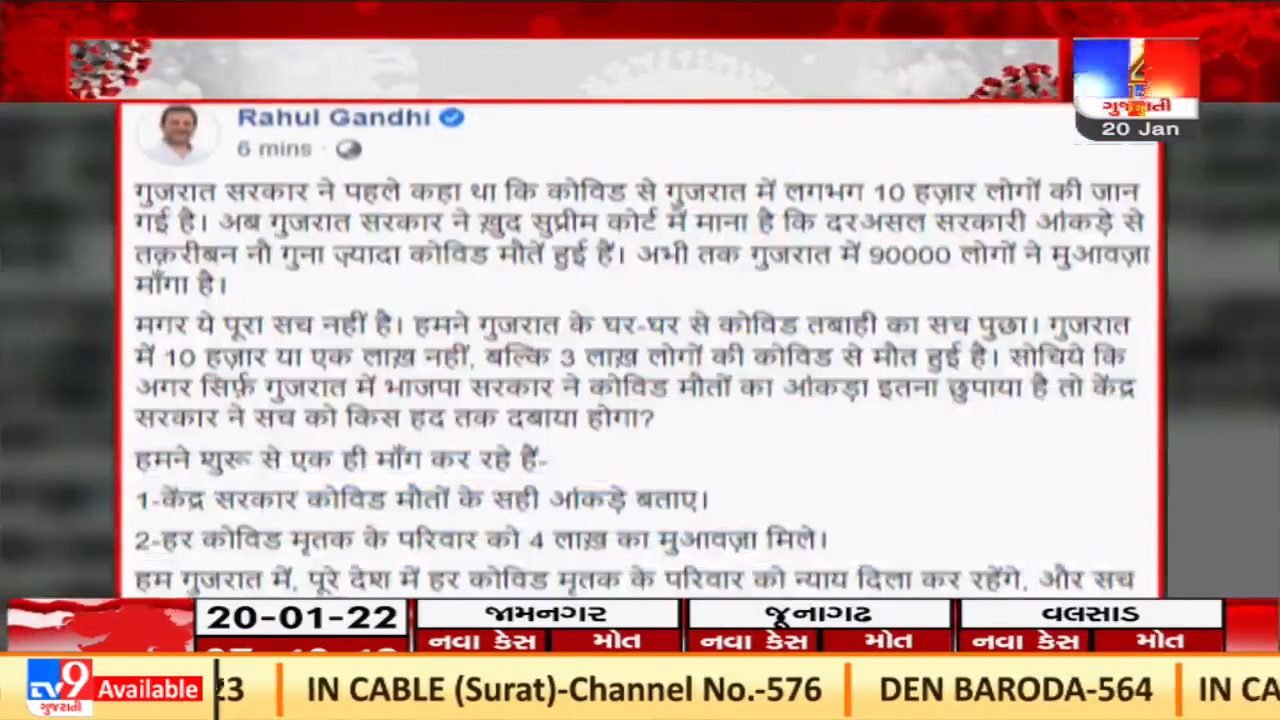 ગુજરાતી
20 Jan
Rahul Gandhi
6 mins ·
गुजरात सरकार ने पहले कहा था कि कोविड से गुजरात में लगभग 10 हज़ार लोगों की जान
गई है। अब गुजरात सरकार ने ख़ुद सुप्रीम कोर्ट में माना है कि दरअसल सरकारी आंकड़े से
तक़रीबन नौ गुना ज़्यादा कोविड मौतें हुई हैं। अभी तक गुजरात में 90000 लोगों ने मुआवज़ा
माँगा है।
मगर ये पूरा सच नहीं है। हमने गुजरात के घर-घर से कोविड तबाही का सच पुछा। गुजरात
में 10 हज़ार या एक लाख़ नहीं, बल्कि 3 लाख़ लोगों की कोविड से मौत हुई है। सोचिये कि
अगर सिर्फ़ गुजरात में भाजपा सरकार ने कोविड मौतों का आंकड़ा इतना छुपाया है तो केंद्र
सरकार ने सच को किस हद तक दबाया होगा?
हमने शुरू से एक ही माँग कर रहे हैं-
1-केंद्र सरकार कोविड मौतों के सही आंकड़े बताए।
2-हर कोविड मृतक के परिवार को 4 लाख़ का मुआवज़ा मिले।
हम गुजरात में, पूरे देश में हर कोविड मृतक के परिवार को न्याय दिला कर रहेंगे, और सच
20-01-22 જામનગર જૂનાગઢ વલસાડ
નવા કેસ મોત નવા કેસ મોત નવા કેસ મોત
TV9 ગુજરાતી Available 23 IN CABLE (Surat)-Channel No.-576 DEN BARODA-564 IN CA